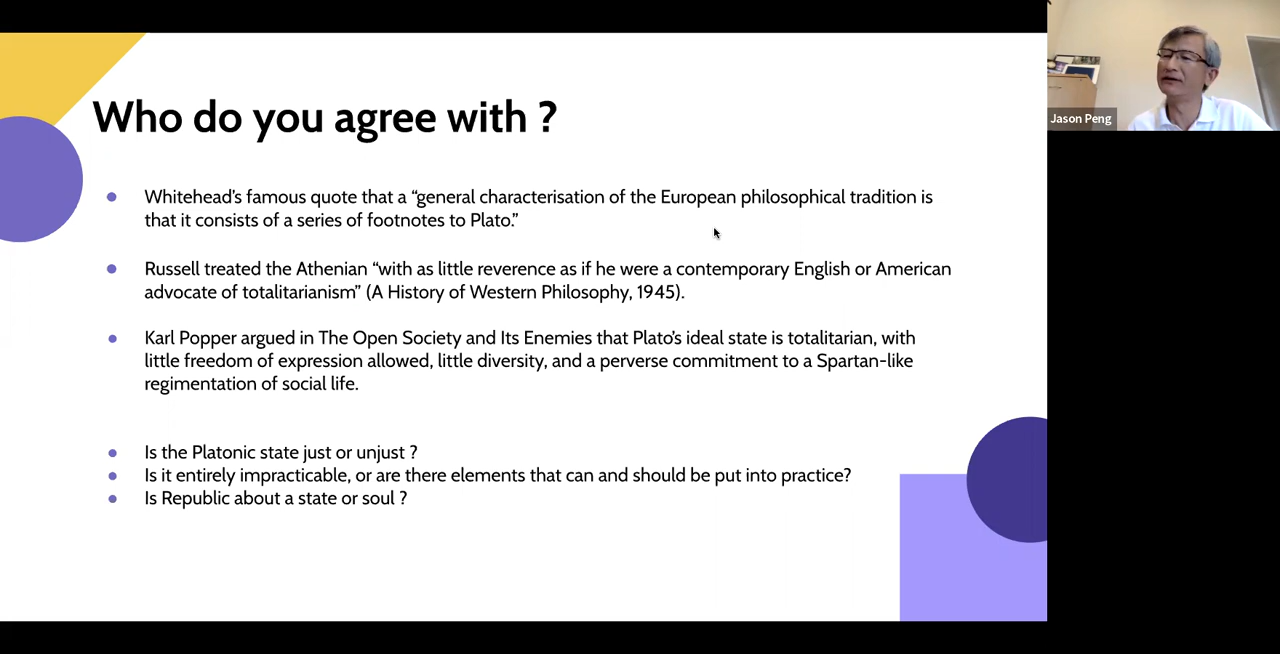 Who do you agree with ?
Whitehead's famous quote that a “general characterisation of the European philosophical tradition is
that it consists of a series of footnotes to Plato.”
Russell treated the Athenian “with as little reverence as if he were a contemporary English or American
advocate of totalitarianism” (A History of Western Philosophy, 1945).
Karl Popper argued in The Open Society and Its Enemies that Plato's ideal state is totalitarian, with
little freedom of expression allowed, little diversity, and a perverse commitment to a Spartan-like
regimentation of social life.
Is the Platonic state just or unjust ?
Is it entirely impracticable, or are there elements that can and should be put into practice?
Is Republic about a state or soul ?
Jason Peng